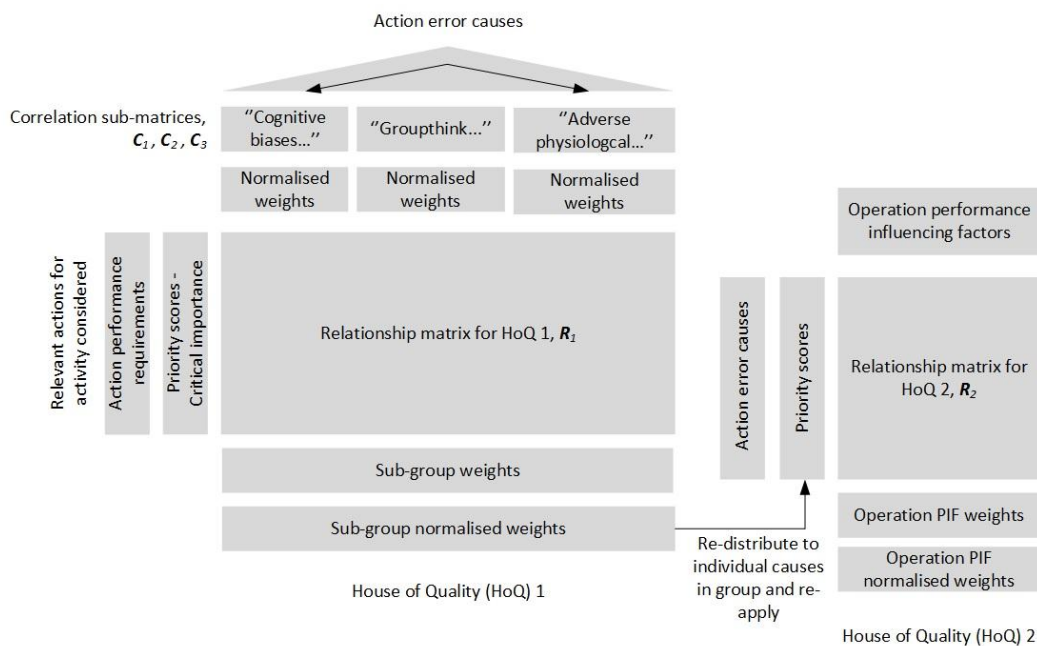 Action error causes
Correlation sub-matrices,
C1 , C2 , C3
‘’Cognitive
biases…’’
‘’Groupthink…’’
‘’Adverse
physiologcal…’’
Normalised
weights
Normalised
weights
Normalised
weights
Relevant actions for
activity considered
Action performance
requirements
Priority scores -
Critical importance
Relationship matrix for HoQ 1, R1
Sub-group weights
Sub-group normalised weights
House of Quality (HoQ) 1
Re-distribute to
individual causes
in group and re-
apply
Operation performance
influencing factors
Action error causes
Priority scores
Relationship matrix for
HoQ 2, R2
Operation PIF weights
Operation PIF
normalised weights
House of Quality (HoQ) 2